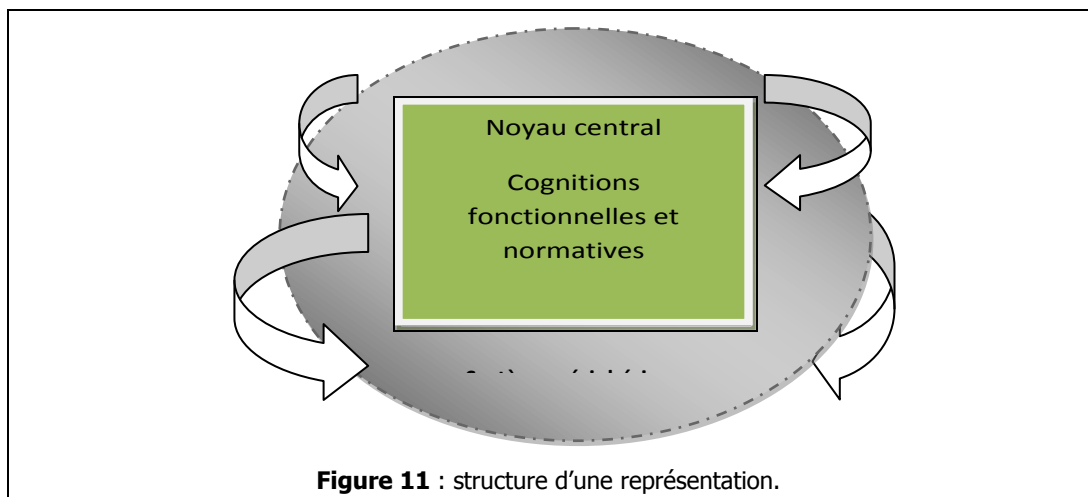 Noyau central
Cognitions
fonctionnelles et
normatives
Figure 11 : structure d’une représentation.